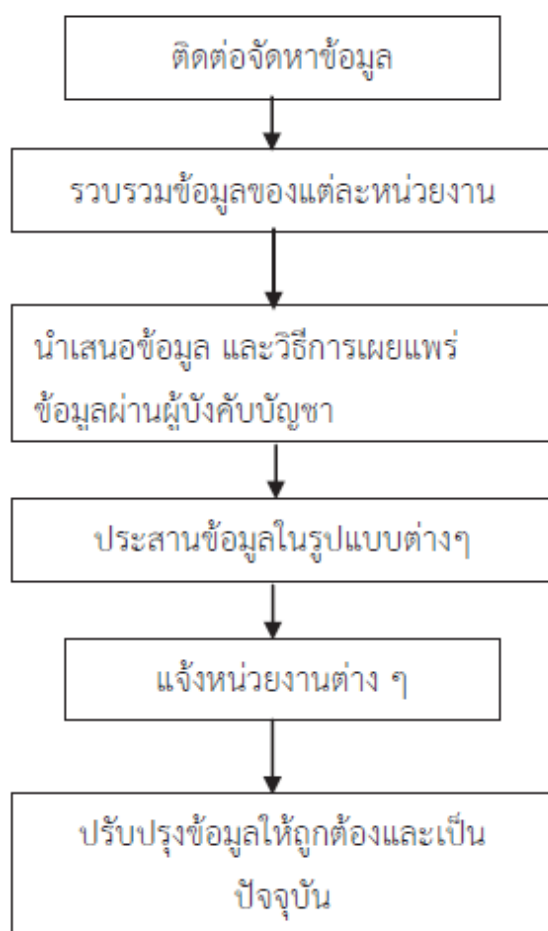 ติดต่อจัดหาข้อมูล
รวบรวมข้อมูลของแต่ละหน่วยงาน
นำเสนอข้อมูล และวิธีการเผยแพร่
ข้อมูลผ่านผู้บังคับบัญชา
ประสานข้อมูลในรูปแบบต่างๆ
แจ้งหน่วยงานต่าง ๆ
ปรับปรุงข้อมูลให้ถูกต้องและเป็น
ปัจจุบัน